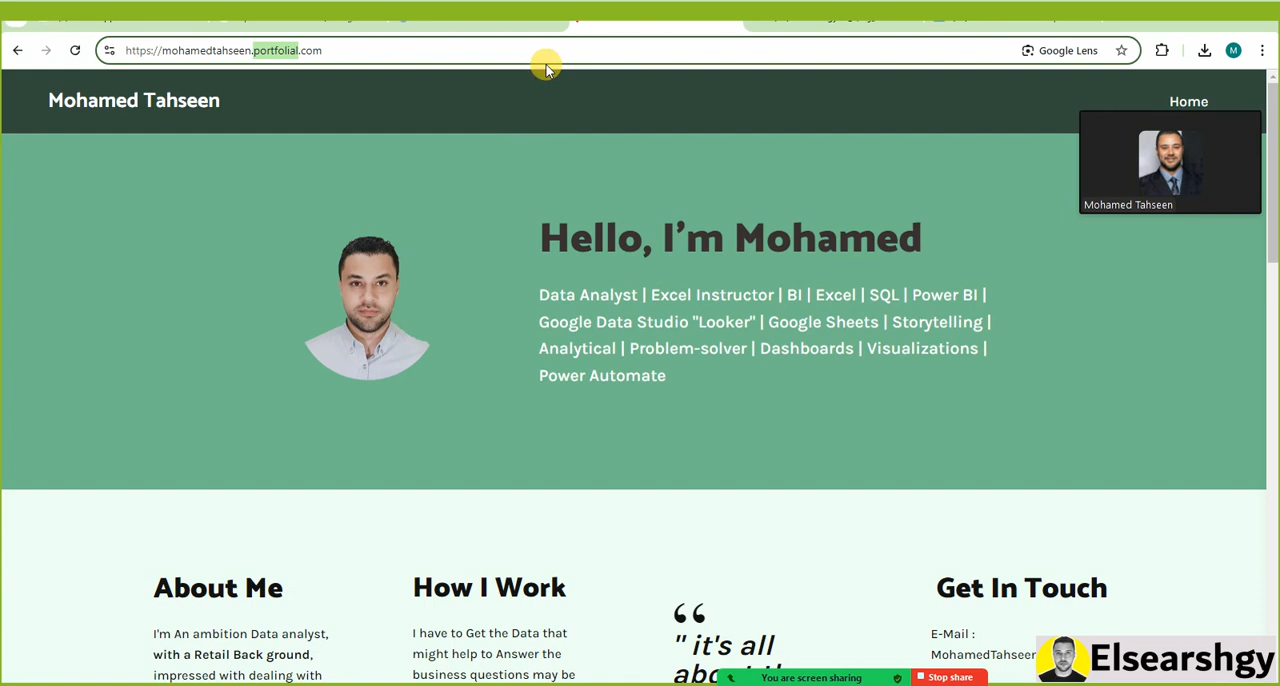 https://mohamedtahseen.portfolial.com
Google Lens
M
Mohamed Tahseen
Home
Mohamed Tahseen
Hello, I'm Mohamed
Data Analyst | Excel Instructor | BI | Excel | SQL | Power BI |
Google Data Studio "Looker" | Google Sheets | Storytelling |
Analytical | Problem-solver | Dashboards | Visualizations |
Power Automate
About Me
I'm An ambition Data analyst,
with a Retail Back ground,
impressed with dealing with
How I Work
I have to Get the Data that
might help to Answer the
business questions may be
“
" it's all
Get In Touch
E-Mail :
You are screen sharing
Stop share
Elsearshgy